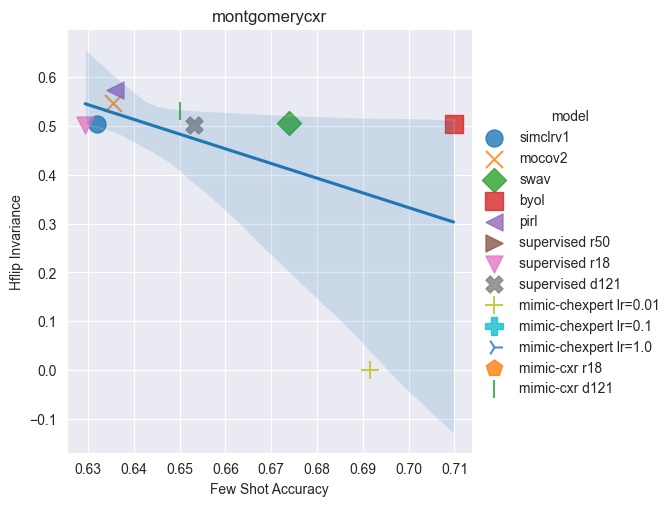 montgomerycxr
Hflip Invariance
0.6
0.5
0.4
0.3
0.2
0.1
0.0
−0.1
0.63 0.64 0.65 0.66 0.67 0.68 0.69 0.70 0.71
Few Shot Accuracy
model
simclrv1
mocov2
swav
byol
pirl
supervised r50
supervised r18
supervised d121
mimic-chexpert lr=0.01
mimic-chexpert lr=0.1
mimic-chexpert lr=1.0
mimic-cxr r18
mimic-cxr d121